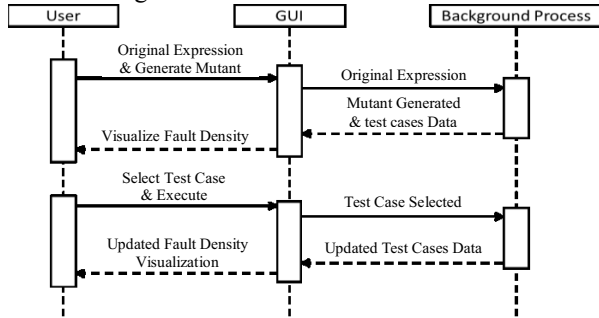 User
GUI
Background Process
Original Expression
& Generate Mutant
Original Expression
Mutant Generated
& test cases Data
Visualize Fault Density
Select Test Case
& Execute
Test Case Selected
Updated Fault Density
Visualization
Updated Test Cases Data